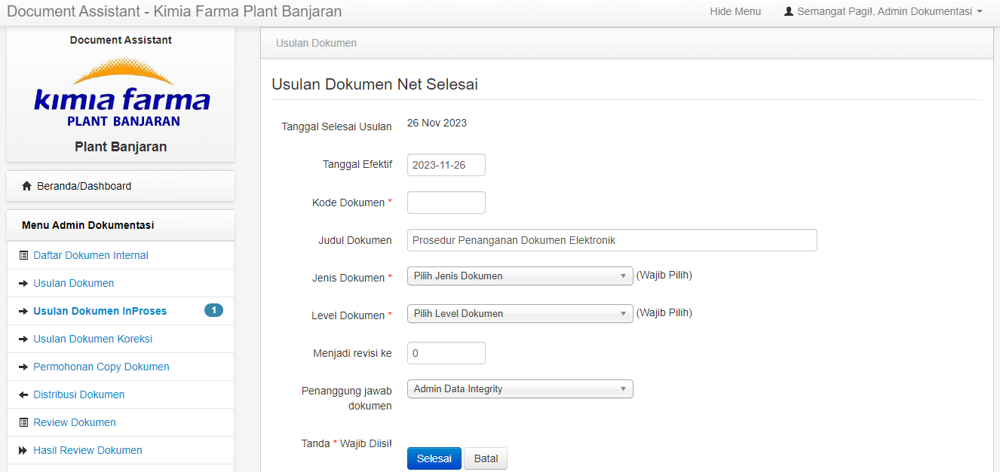 Document Assistant - Kimia Farma Plant Banjaran
Hide Menu
Semangat Pagi!, Admin Dokumentasi
Document Assistant
kimia farma
PLANT BANJARAN
Plant Banjaran
Beranda/Dashboard
Menu Admin Dokumentasi
Daftar Dokumen Internal
Usulan Dokumen
Usulan Dokumen InProses 1
Usulan Dokumen Koreksi
Permohonan Copy Dokumen
Distribusi Dokumen
Review Dokumen
Hasil Review Dokumen
Usulan Dokumen
Usulan Dokumen Net Selesai
Tanggal Selesai Usulan 26 Nov 2023
Tanggal Efektif 2023-11-26
Kode Dokumen *
Judul Dokumen Prosedur Penanganan Dokumen Elektronik
Jenis Dokumen * Pilih Jenis Dokumen (Wajib Pilih)
Level Dokumen * Pilih Level Dokumen (Wajib Pilih)
Menjadi revisi ke 0
Penanggung jawab Admin Data Integrity
dokumen
Tanda * Wajib Diisi!
Selesai Batal